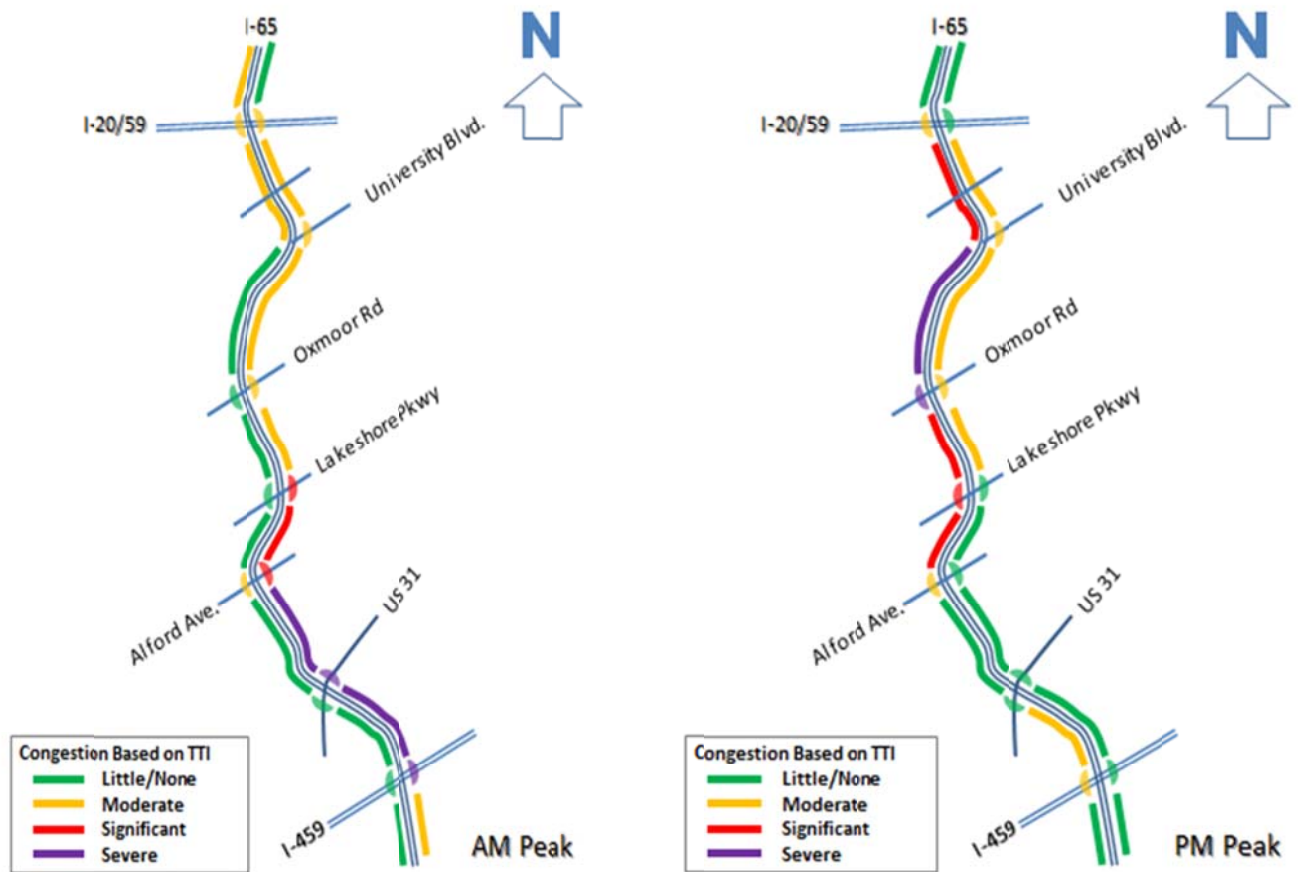 I-65
N
I-20/59
University Blvd.
Oxmoor Rd
Lakeshore Pkwy
Alford Ave.
US 31
I-459
Congestion Based on TTI
Little/None
Moderate
Significant
Severe
AM Peak
I-65
N
I-20/59
University Blvd.
Oxmoor Rd
Lakeshore Pkwy
Alford Ave.
US 31
I-459
Congestion Based on TTI
Little/None
Moderate
Significant
Severe
PM Peak